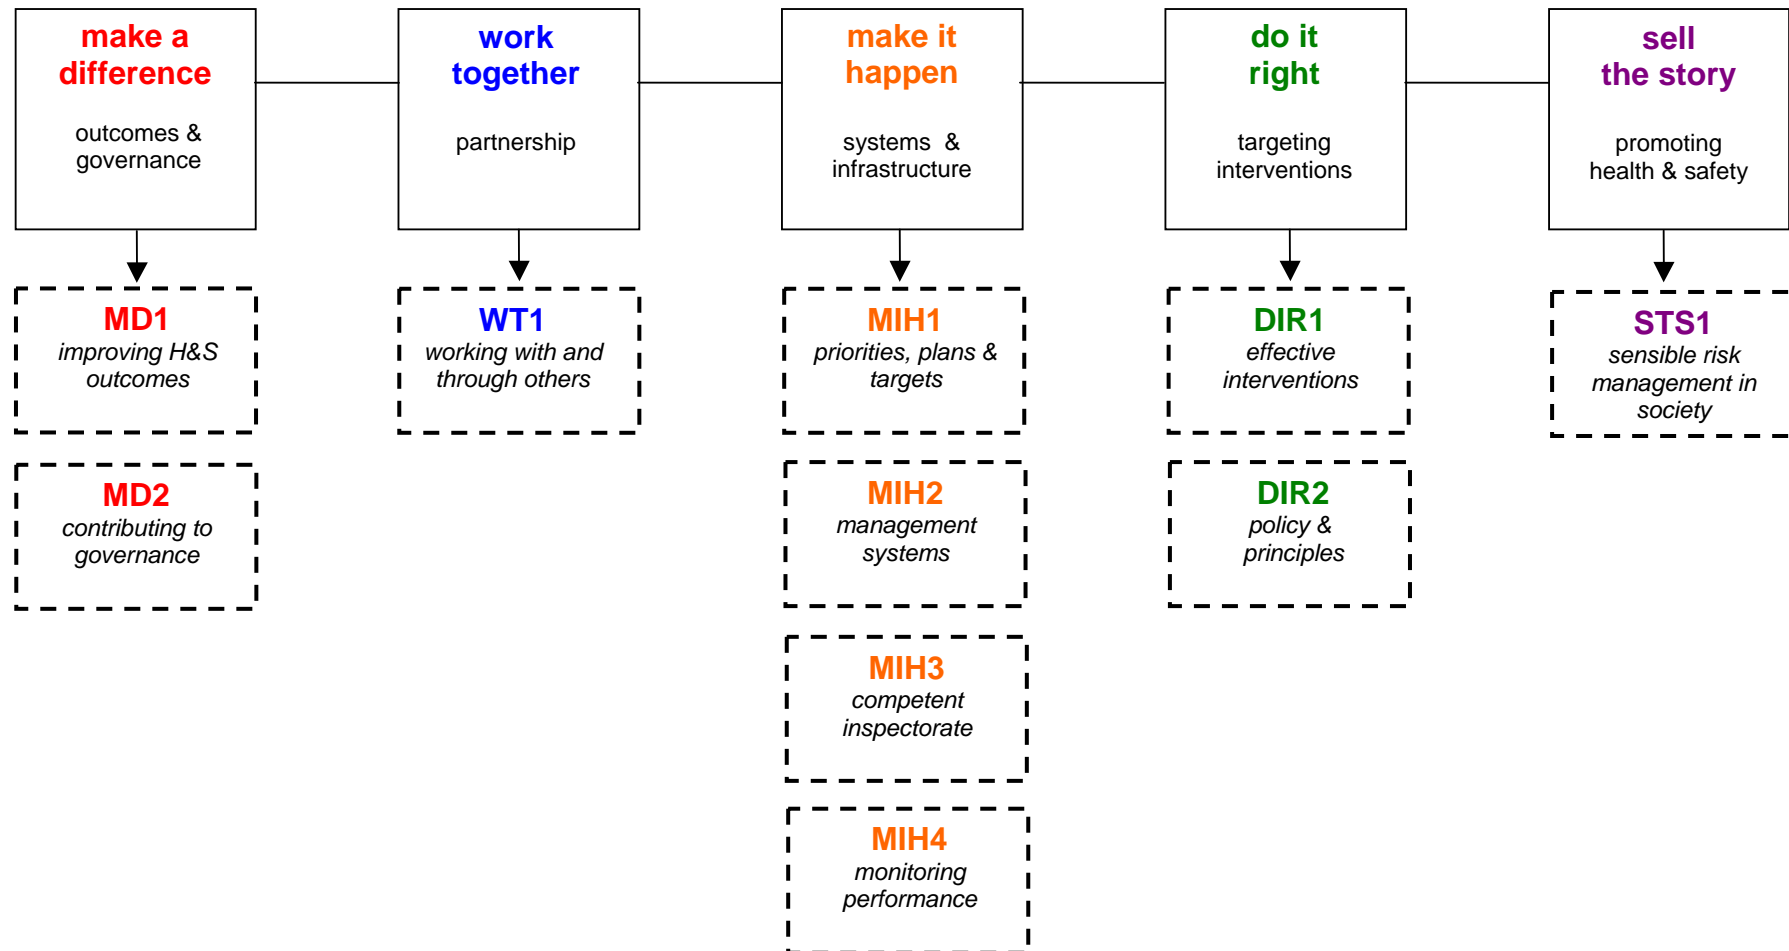 make a
difference
outcomes &
governance
work
together
partnership
make it
happen
systems &
infrastructure
do it
right
targeting
interventions
sell
the story
promoting
health & safety
MD1
improving H&S
outcomes
WT1
working with and
through others
MIH1
priorities, plans &
targets
DIR1
effective
interventions
STS1
sensible risk
management in
society
MD2
contributing to
governance
MIH2
management
systems
DIR2
policy &
principles
MIH3
competent
inspectorate
MIH4
monitoring
performance